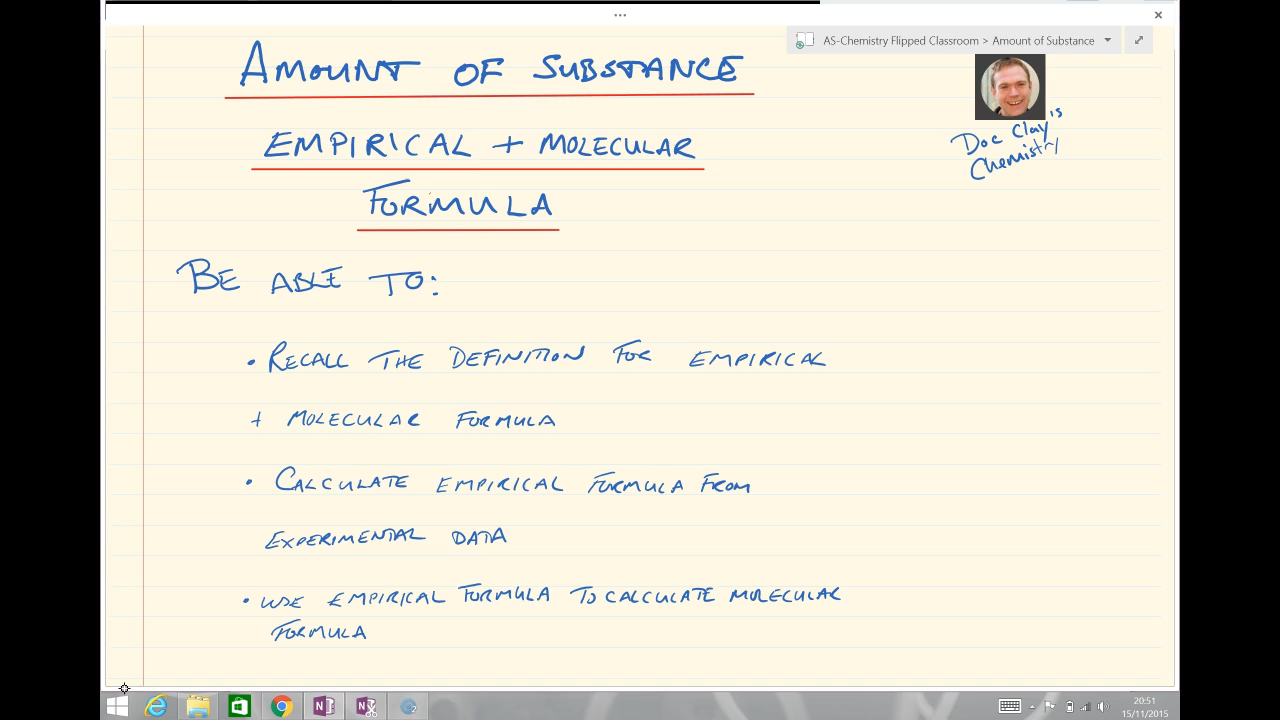 ...
AS-Chemistry Flipped Classroom > Amount of Substance
AMOUNT OF SUBSTANCE
Doc Clay's
Chemistry
EMPIRICAL + MOLECULAR
FORMULA
BE ABLE TO:
• RECALL THE DEFINITION FOR EMPIRICAL
+ MOLECULAR FORMULA
• CALCULATE EMPIRICAL FORMULA FROM
EXPERIMENTAL DATA
• USE EMPIRICAL FORMULA TO CALCULATE MOLECULAR
FORMULA
20:51
15/11/2015